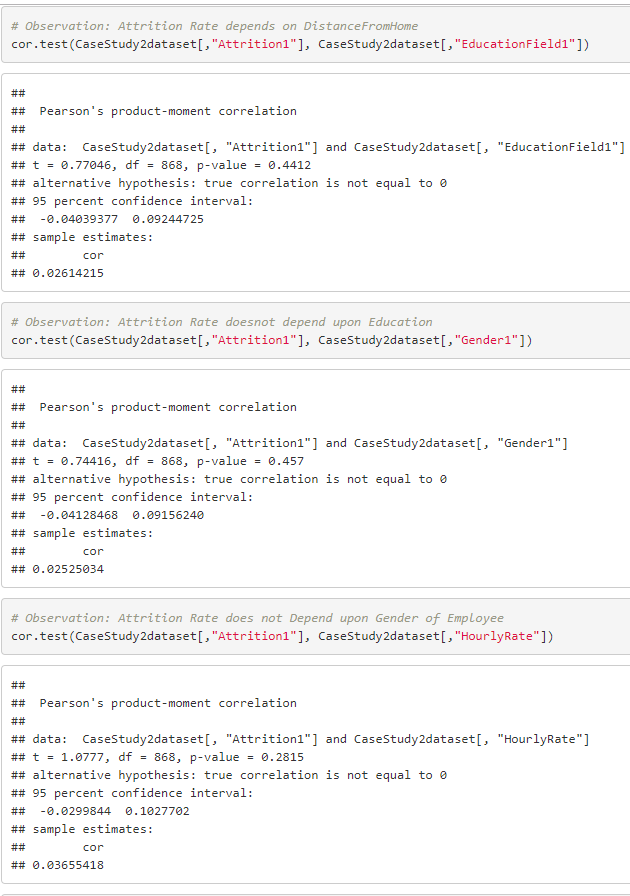 # Observation: Attrition Rate depends on DistanceFromHome
cor.test(CaseStudy2dataset[,"Attrition1"], CaseStudy2dataset[,"EducationField1"])
##
##  Pearson's product-moment correlation
##
## data:  CaseStudy2dataset[, "Attrition1"] and CaseStudy2dataset[, "EducationField1"]
## t = 0.77046, df = 868, p-value = 0.4412
## alternative hypothesis: true correlation is not equal to 0
## 95 percent confidence interval:
##  -0.04039377  0.09244725
## sample estimates:
##        cor
## 0.02614215
# Observation: Attrition Rate doesnot depend upon Education
cor.test(CaseStudy2dataset[,"Attrition1"], CaseStudy2dataset[,"Gender1"])
##
##  Pearson's product-moment correlation
##
## data:  CaseStudy2dataset[, "Attrition1"] and CaseStudy2dataset[, "Gender1"]
## t = 0.74416, df = 868, p-value = 0.457
## alternative hypothesis: true correlation is not equal to 0
## 95 percent confidence interval:
##  -0.04128468  0.09156240
## sample estimates:
##        cor
## 0.02525034
# Observation: Attrition Rate does not Depend upon Gender of Employee
cor.test(CaseStudy2dataset[,"Attrition1"], CaseStudy2dataset[,"HourlyRate"])
##
##  Pearson's product-moment correlation
##
## data:  CaseStudy2dataset[, "Attrition1"] and CaseStudy2dataset[, "HourlyRate"]
## t = 1.0777, df = 868, p-value = 0.2815
## alternative hypothesis: true correlation is not equal to 0
## 95 percent confidence interval:
##  -0.0299844  0.1027702
## sample estimates:
##        cor
## 0.03655418